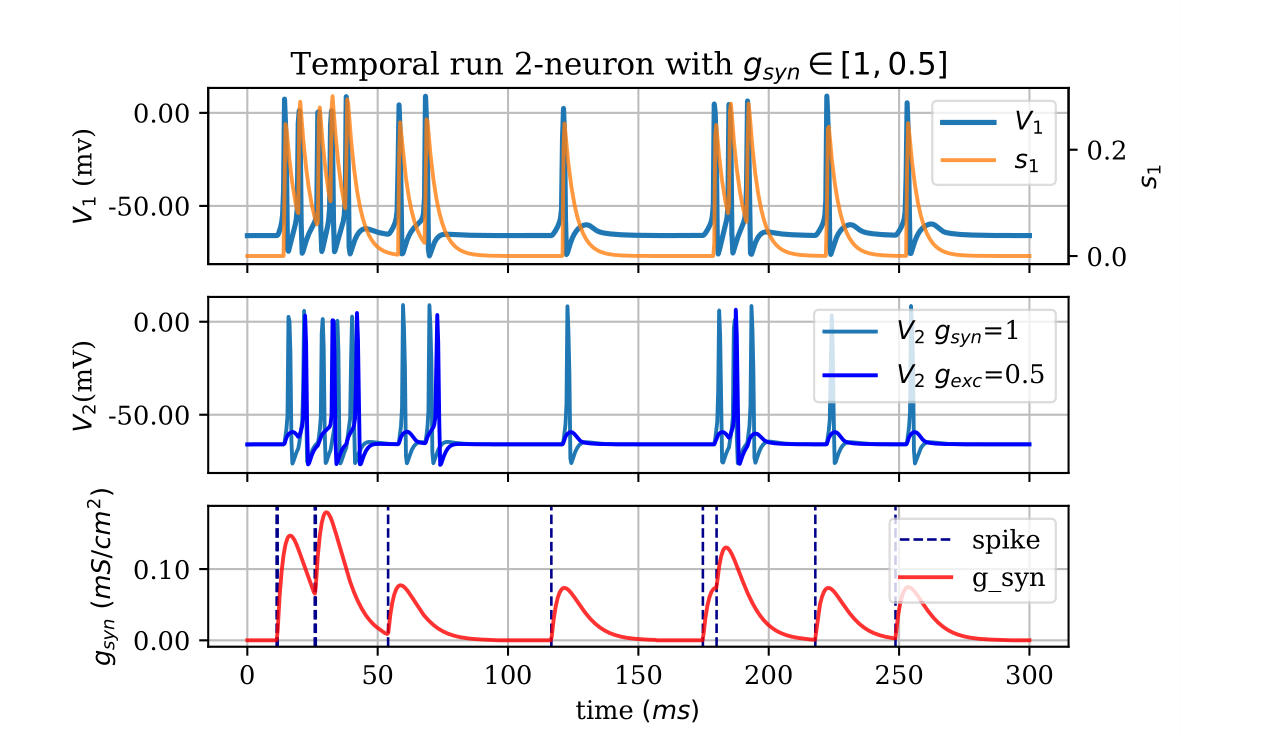 Temporal run 2-neuron with g_syn ∈ [1, 0.5]
V_1 (mv)
0.00
-50.00
V_1
s_1
0.2
0.0
s_1
V_2(mV)
0.00
-50.00
V_2 g_syn=1
V_2 g_exc=0.5
g_syn (mS/cm^2)
0.10
0.00
spike
g_syn
0 50 100 150 200 250 300
time (ms)